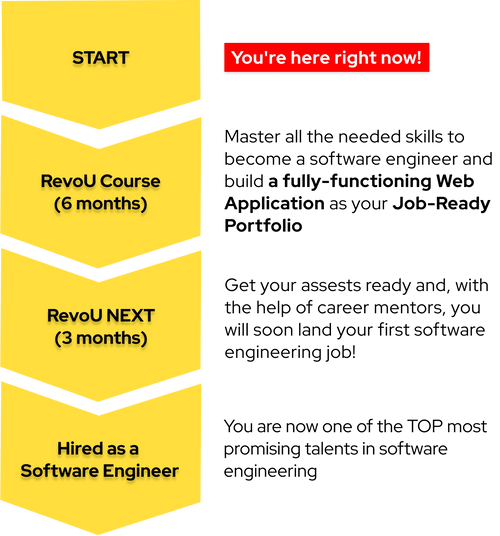 START
You're here right now!
RevoU Course
(6 months)
Master all the needed skills to
become a software engineer and
build a fully-functioning Web
Application as your Job-Ready
Portfolio
RevoU NEXT
(3 months)
Get your assests ready and, with
the help of career mentors, you
will soon land your first software
engineering job!
Hired as a
Software Engineer
You are now one of the TOP most
promising talents in software
engineering